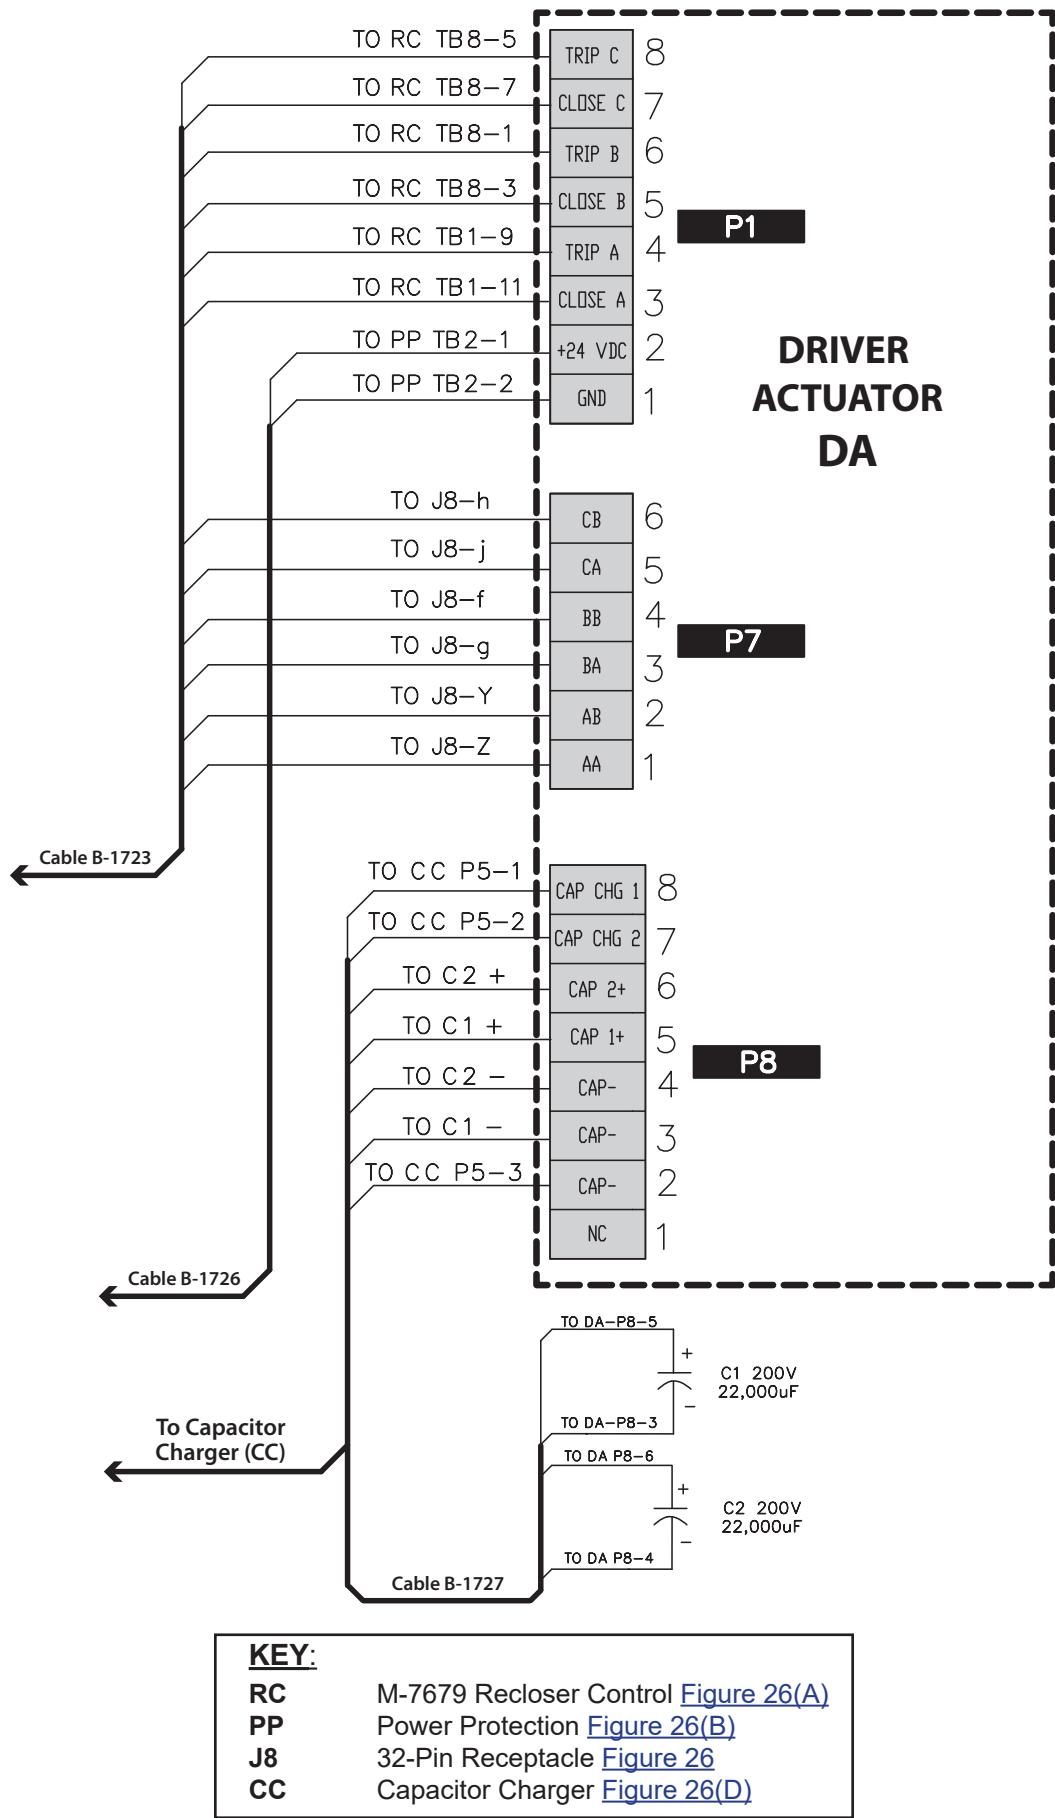 TO RC TB8-5 TRIP C 8
TO RC TB8-7 CLOSE C 7
TO RC TB8-1 TRIP B 6
TO RC TB8-3 CLOSE B 5
P1
TO RC TB1-9 TRIP A 4
TO RC TB1-11 CLOSE A 3
TO PP TB2-1 +24 VDC 2
TO PP TB2-2 GND 1
DRIVER
ACTUATOR
DA
TO J8-h CB 6
TO J8-j CA 5
TO J8-f BB 4
P7
TO J8-g BA 3
TO J8-Y AB 2
TO J8-Z AA 1
Cable B-1723
TO CC P5-1 CAP CHG 1 8
TO CC P5-2 CAP CHG 2 7
TO C2 + CAP 2+ 6
TO C1 + CAP 1+ 5
P8
TO C2 - CAP- 4
TO C1 - CAP- 3
TO CC P5-3 CAP- 2
NC 1
Cable B-1726
TO DA-P8-5
+
C1 200V
22,000uF
-
TO DA-P8-3
To Capacitor
Charger (CC)
TO DA P8-6
+
C2 200V
22,000uF
-
TO DA P8-4
Cable B-1727
KEY:
RC M-7679 Recloser Control Figure 26(A)
PP Power Protection Figure 26(B)
J8 32-Pin Receptacle Figure 26
CC Capacitor Charger Figure 26(D)